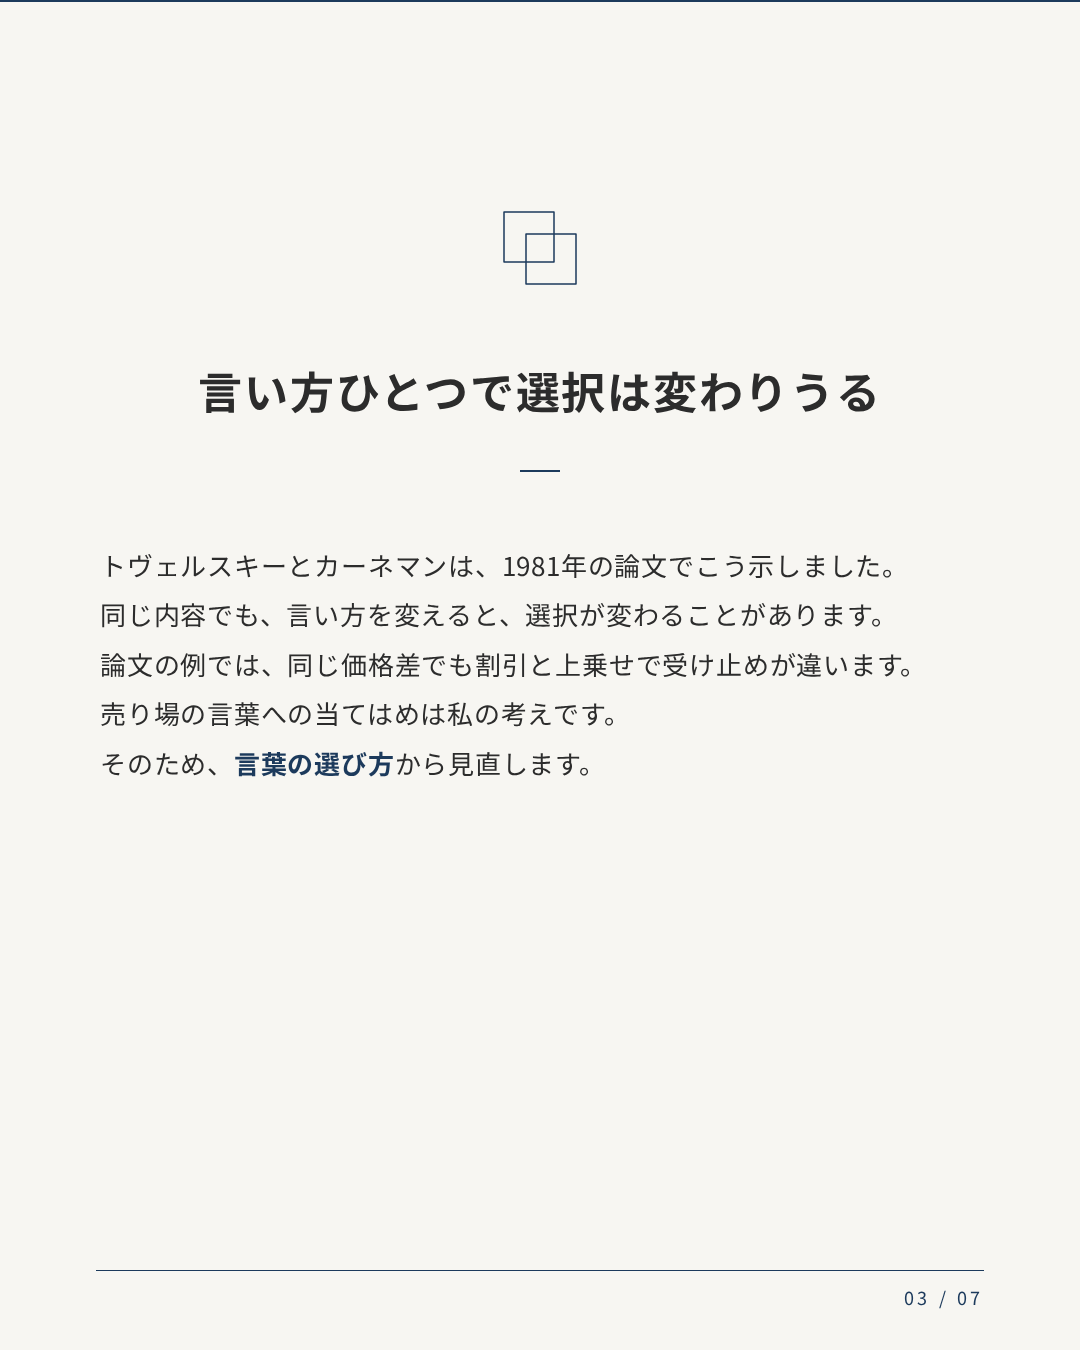 言い方ひとつで選択は変わりうる
トヴェルスキーとカーネマンは、1981年の論文でこう示しました。
同じ内容でも、言い方を変えると、選択が変わることがあります。
論文の例では、同じ価格差でも割引と上乗せで受け止めが違います。
売り場の言葉への当てはめは私の考えです。
そのため、言葉の選び方から見直します。
03 / 07